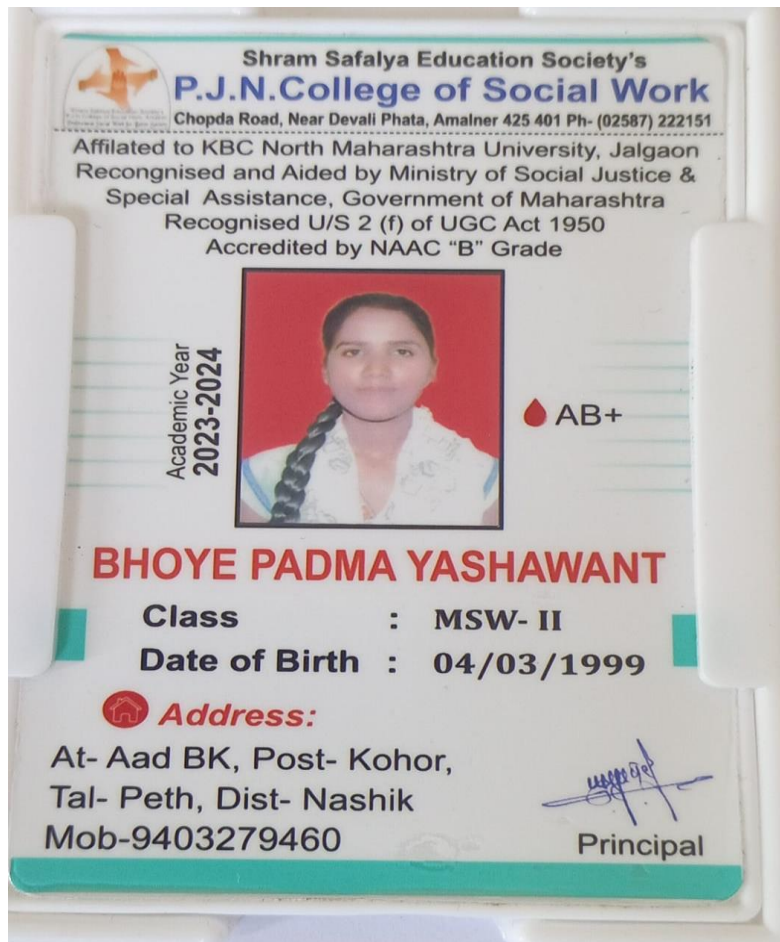 Shram Safalya Education Society's
P.J.N.College of Social Work
Chopda Road, Near Devali Phata, Amalner 425 401 Ph- (02587) 222151
Affilated to KBC North Maharashtra University, Jalgaon
Recongnised and Aided by Ministry of Social Justice &
Special Assistance, Government of Maharashtra
Recognised U/S 2 (f) of UGC Act 1950
Accredited by NAAC “B” Grade
Academic Year
2023-2024
AB+
BHOYE PADMA YASHAWANT
Class : MSW- II
Date of Birth : 04/03/1999
Address:
At- Aad BK, Post- Kohor,
Tal- Peth, Dist- Nashik
Mob-9403279460
Principal